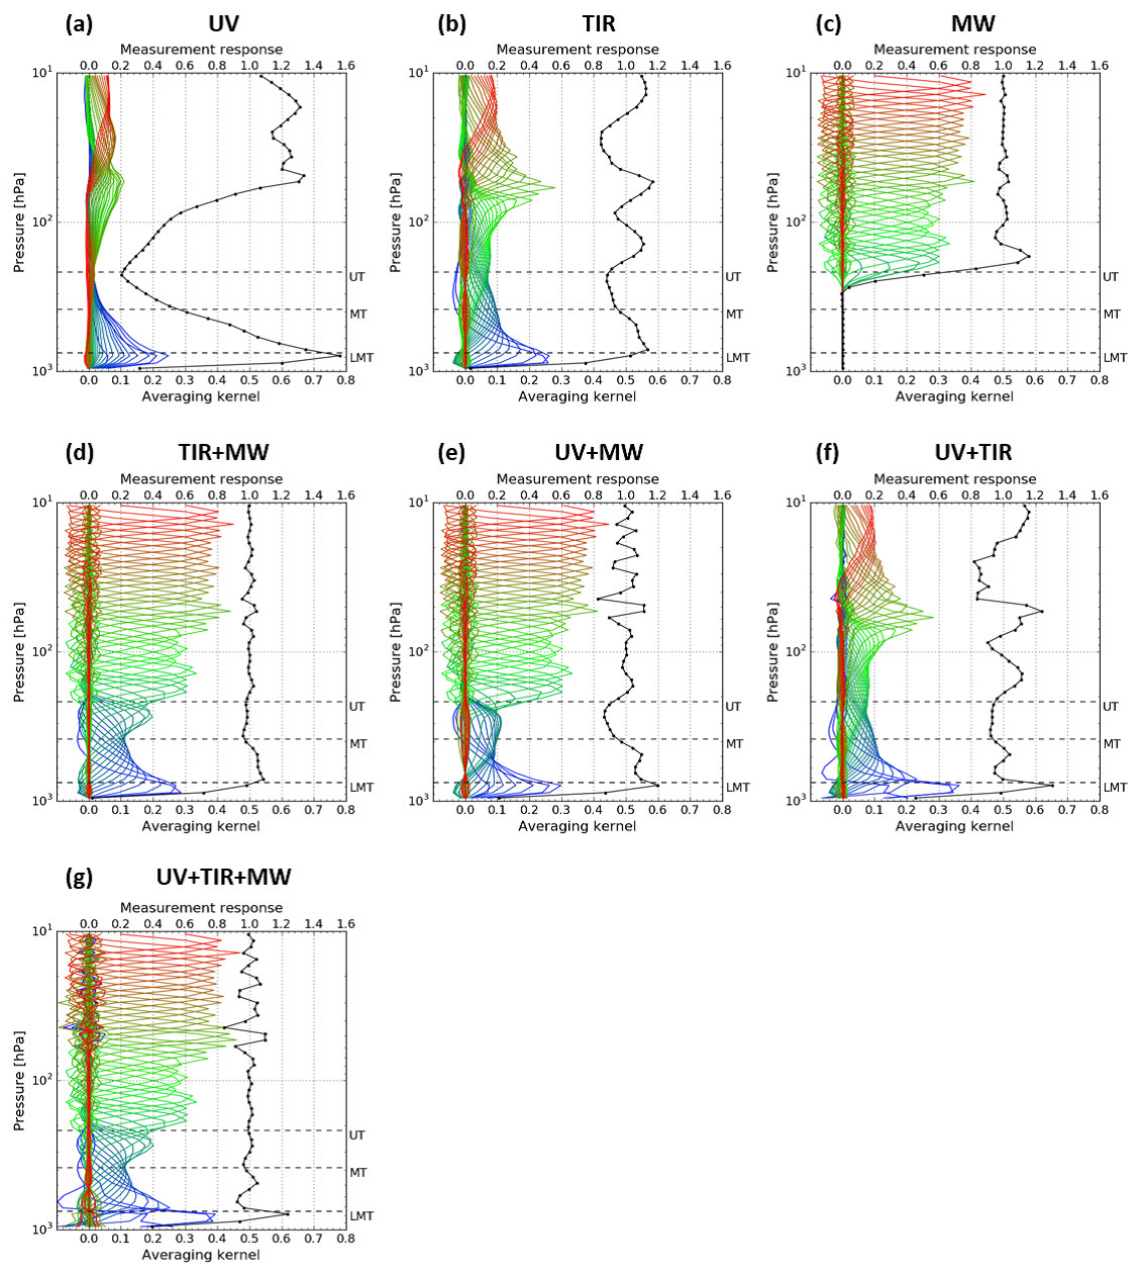 (a) UV
Measurement response
0.0 0.2 0.4 0.6 0.8 1.0 1.2 1.4 1.6
10¹
10²
10³
Pressure [hPa]
UT
MT
LMT
0.0 0.1 0.2 0.3 0.4 0.5 0.6 0.7 0.8
Averaging kernel
(b) TIR
Measurement response
0.0 0.2 0.4 0.6 0.8 1.0 1.2 1.4 1.6
10¹
10²
10³
Pressure [hPa]
UT
MT
LMT
0.0 0.1 0.2 0.3 0.4 0.5 0.6 0.7 0.8
Averaging kernel
(c) MW
Measurement response
0.0 0.2 0.4 0.6 0.8 1.0 1.2 1.4 1.6
10¹
10²
10³
Pressure [hPa]
UT
MT
LMT
0.0 0.1 0.2 0.3 0.4 0.5 0.6 0.7 0.8
Averaging kernel
(d) TIR+MW
Measurement response
0.0 0.2 0.4 0.6 0.8 1.0 1.2 1.4 1.6
10¹
10²
10³
Pressure [hPa]
UT
MT
LMT
0.0 0.1 0.2 0.3 0.4 0.5 0.6 0.7 0.8
Averaging kernel
(e) UV+MW
Measurement response
0.0 0.2 0.4 0.6 0.8 1.0 1.2 1.4 1.6
10¹
10²
10³
Pressure [hPa]
UT
MT
LMT
0.0 0.1 0.2 0.3 0.4 0.5 0.6 0.7 0.8
Averaging kernel
(f) UV+TIR
Measurement response
0.0 0.2 0.4 0.6 0.8 1.0 1.2 1.4 1.6
10¹
10²
10³
Pressure [hPa]
UT
MT
LMT
0.0 0.1 0.2 0.3 0.4 0.5 0.6 0.7 0.8
Averaging kernel
(g) UV+TIR+MW
Measurement response
0.0 0.2 0.4 0.6 0.8 1.0 1.2 1.4 1.6
10¹
10²
10³
Pressure [hPa]
UT
MT
LMT
0.0 0.1 0.2 0.3 0.4 0.5 0.6 0.7 0.8
Averaging kernel